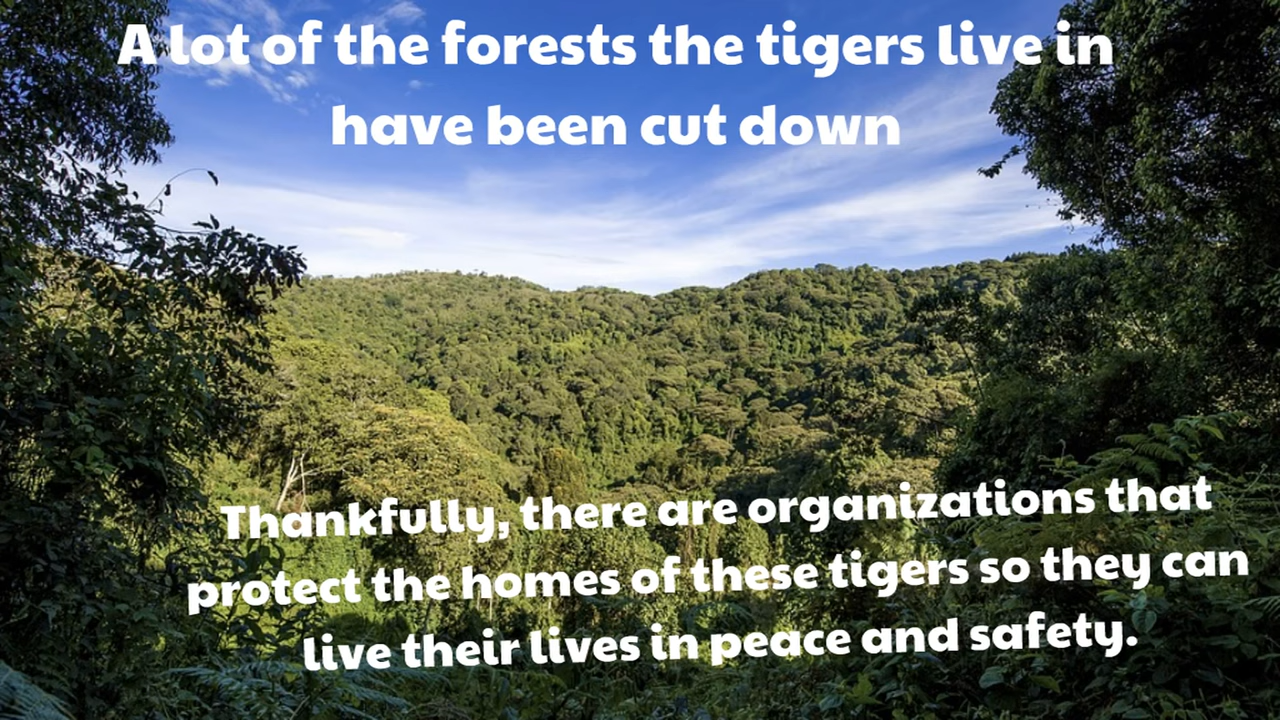 A lot of the forests the tigers live in
have been cut down
Thankfully, there are organizations that
protect the homes of these tigers so they can
live their lives in peace and safety.